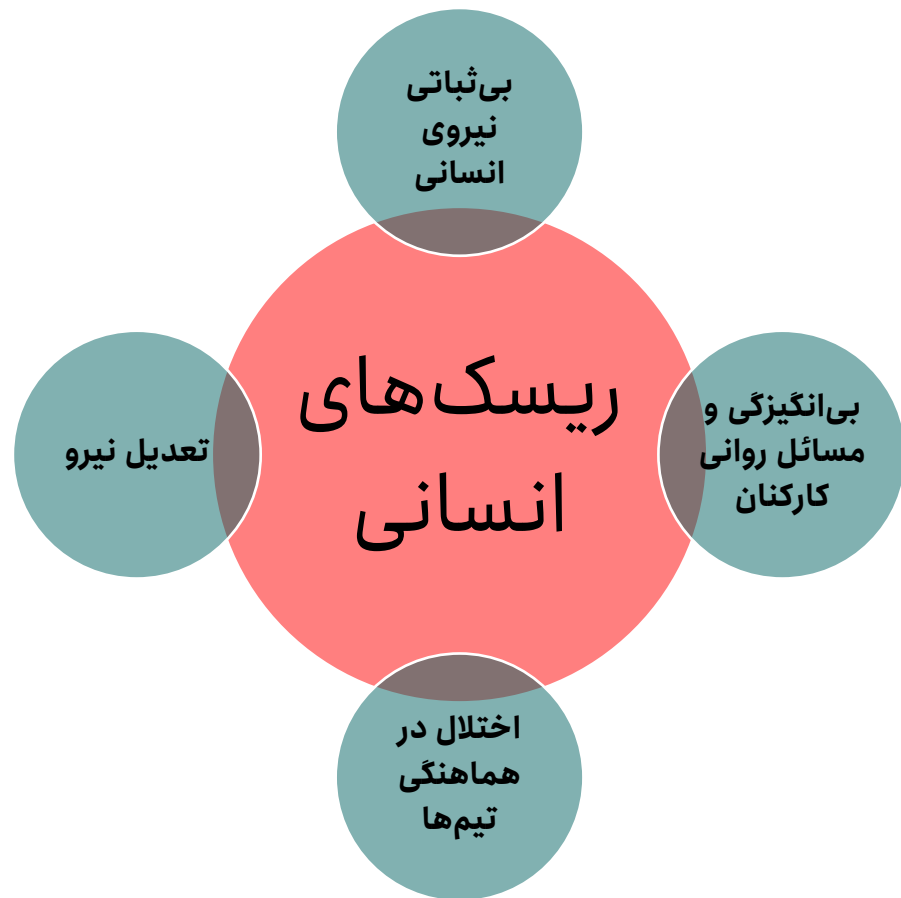 بی‌ثباتی
نیروی
انسانی
ریسک‌های
انسانی
بی‌انگیزگی و
مسائل روانی
کارکنان
تعدیل نیرو
اختلال در
هماهنگی
تیم‌ها